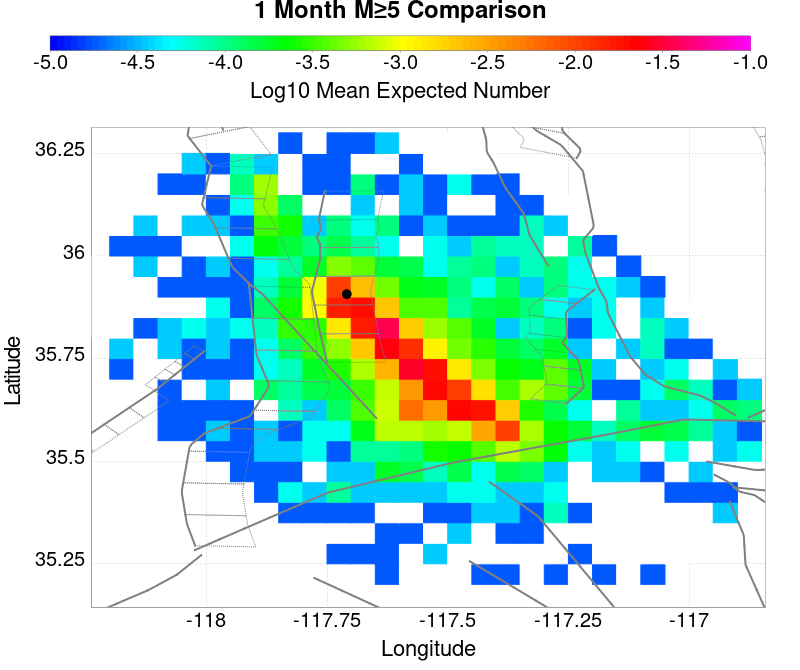 1 Month M≥5 Comparison
-5.0 -4.5 -4.0 -3.5 -3.0 -2.5 -2.0 -1.5 -1.0
Log10 Mean Expected Number
36.25
36
35.75
35.5
35.25
Latitude
-118 -117.75 -117.5 -117.25 -117
Longitude